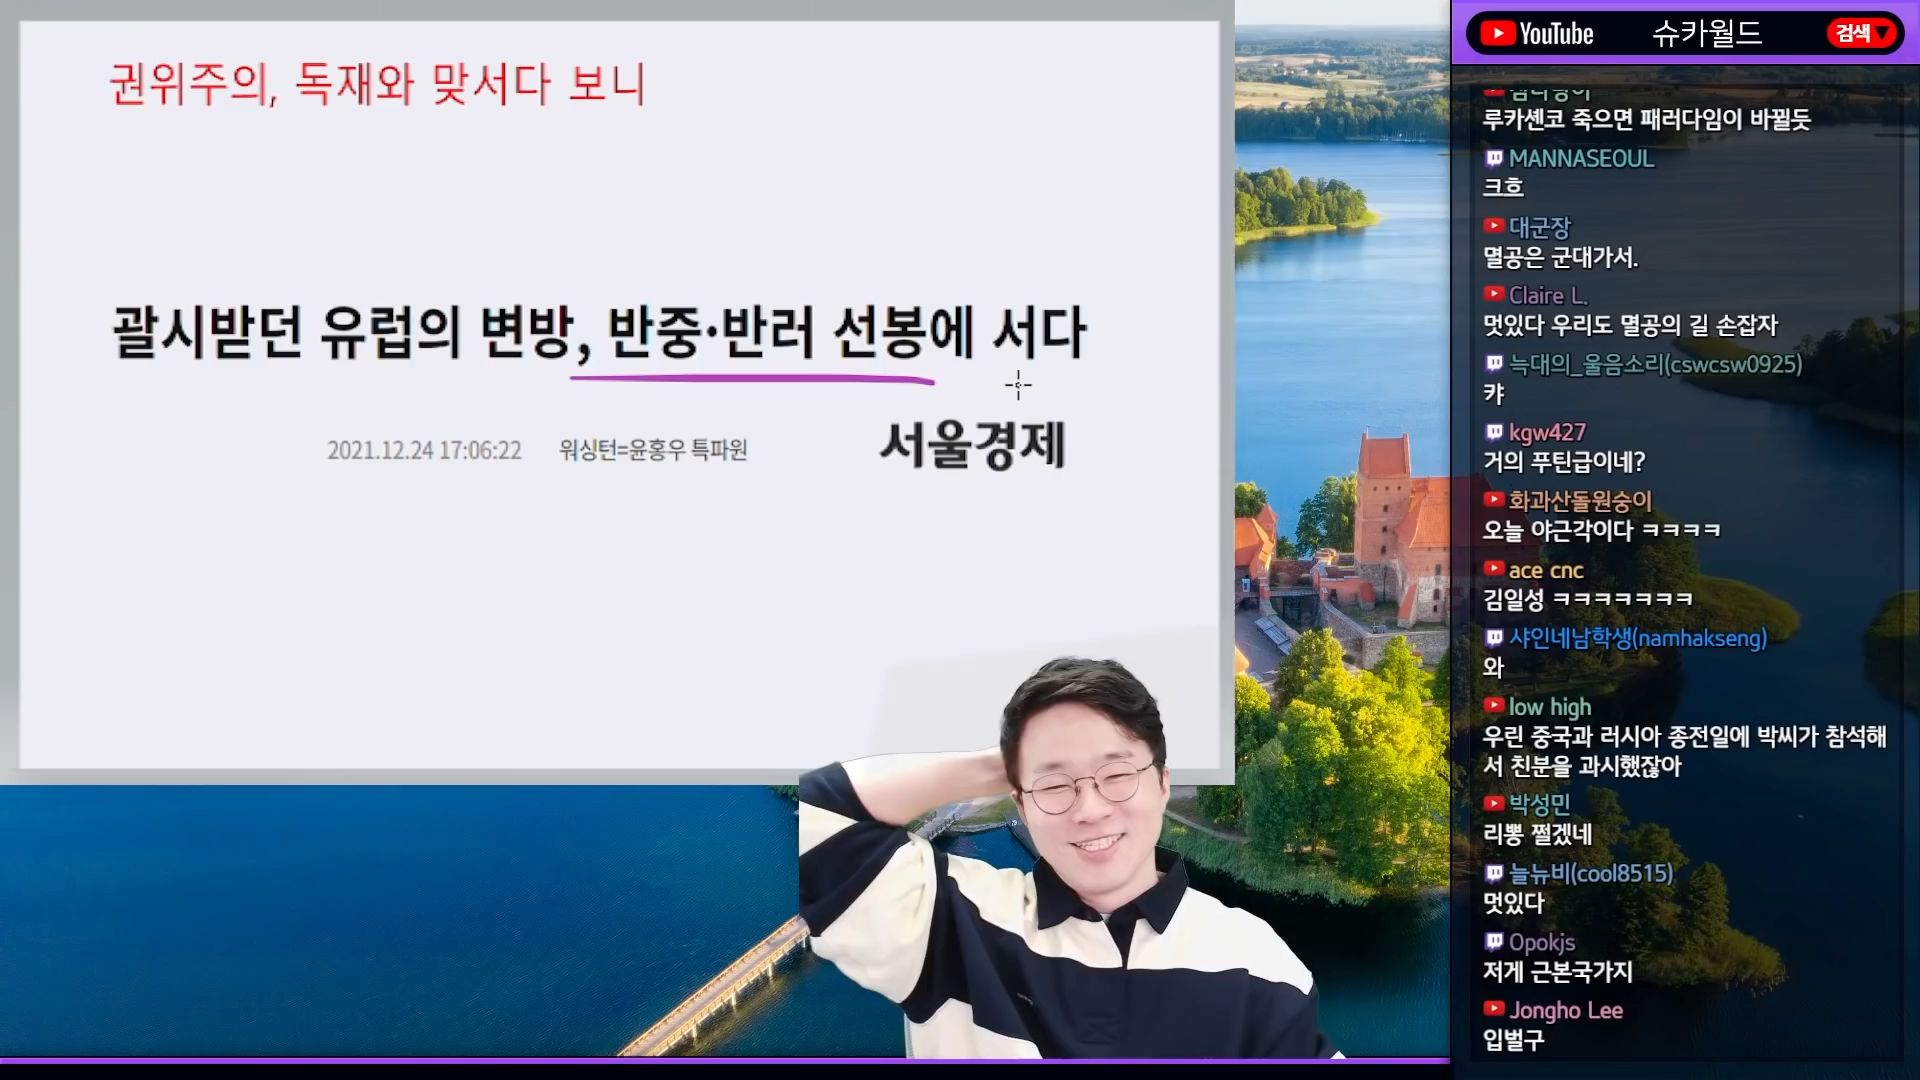 권위주의, 독재와 맞서다 보니
괄시받던 유럽의 변방, 반중·반러 선봉에 서다
2021.12.24 17:06:22 워싱턴=윤홍우 특파원
서울경제
YouTube 슈카월드 검색▼
루카셴코 죽으면 패러다임이 바뀔듯
MANNASEOUL
크흐
대군장
멸공은 군대가서.
Claire L.
멋있다 우리도 멸공의 길 손잡자
늑대의_울음소리(cswcsw0925)
캬
kgw427
거의 푸틴급이네?
화과산돌원숭이
오늘 야근각이다 ㅋㅋㅋㅋ
ace cnc
김일성 ㅋㅋㅋㅋㅋㅋㅋ
샤인네남학생(namhakseng)
와
low high
우린 중국과 러시아 종전일에 박씨가 참석해
서 친분을 과시했잖아
박성민
리뽕 쩔겠네
늘뉴비(cool8515)
멋있다
Opokjs
저게 근본국가지
Jongho Lee
입벌구